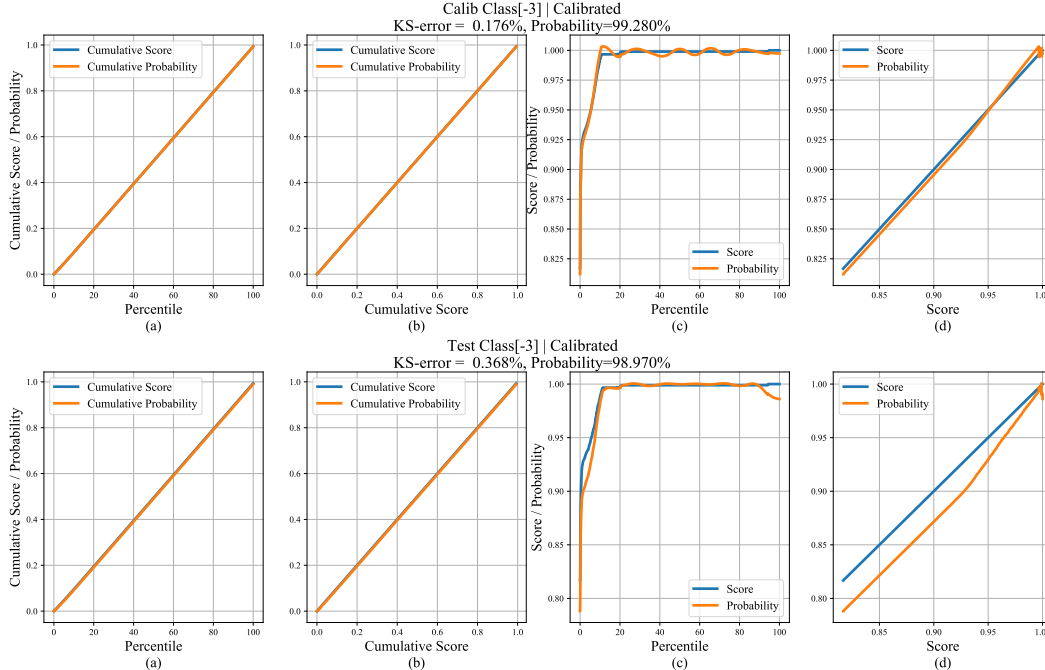 Calib Class[-3] | Calibrated
KS-error = 0.176%, Probability=99.280%
Cumulative Score / Probability
1.0
0.8
0.6
0.4
0.2
0.0
Cumulative Score
Cumulative Probability
0 20 40 60 80 100
Percentile
(a)
1.0
0.8
0.6
0.4
0.2
0.0
Cumulative Score
Cumulative Probability
0.0 0.2 0.4 0.6 0.8 1.0
Cumulative Score
(b)
Score / Probability
1.000
0.975
0.950
0.925
0.900
0.875
0.850
0.825
Score
Probability
0 20 40 60 80 100
Percentile
(c)
1.000
0.975
0.950
0.925
0.900
0.875
0.850
0.825
Score
Probability
0.85 0.90 0.95 1.0
Score
(d)
Test Class[-3] | Calibrated
KS-error = 0.368%, Probability=98.970%
Cumulative Score / Probability
1.0
0.8
0.6
0.4
0.2
0.0
Cumulative Score
Cumulative Probability
0 20 40 60 80 100
Percentile
(a)
1.0
0.8
0.6
0.4
0.2
0.0
Cumulative Score
Cumulative Probability
0.0 0.2 0.4 0.6 0.8 1.0
Cumulative Score
(b)
Score / Probability
1.00
0.95
0.90
0.85
0.80
Score
Probability
0 20 40 60 80 100
Percentile
(c)
1.00
0.95
0.90
0.85
0.80
Score
Probability
0.85 0.90 0.95 1.0
Score
(d)